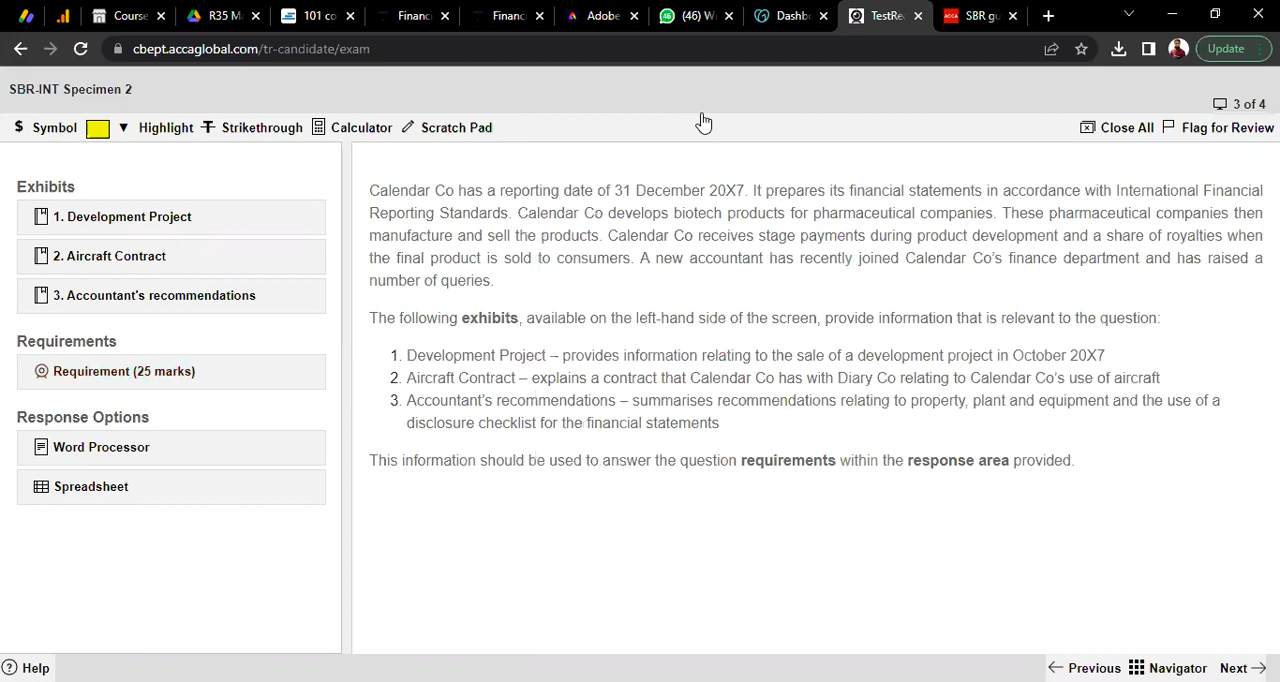 Course
R35 M
101 co
Financi
Financ
Adobe
(46) W
Dashb
TestRe
SBR gu
cbept.accaglobal.com/tr-candidate/exam
Update
SBR-INT Specimen 2
3 of 4
$ Symbol Highlight Strikethrough Calculator Scratch Pad
Close All Flag for Review
Exhibits
1. Development Project
2. Aircraft Contract
3. Accountant's recommendations
Requirements
Requirement (25 marks)
Response Options
Word Processor
Spreadsheet
Calendar Co has a reporting date of 31 December 20X7. It prepares its financial statements in accordance with International Financial
Reporting Standards. Calendar Co develops biotech products for pharmaceutical companies. These pharmaceutical companies then
manufacture and sell the products. Calendar Co receives stage payments during product development and a share of royalties when
the final product is sold to consumers. A new accountant has recently joined Calendar Co's finance department and has raised a
number of queries.
The following exhibits, available on the left-hand side of the screen, provide information that is relevant to the question:
1. Development Project – provides information relating to the sale of a development project in October 20X7
2. Aircraft Contract – explains a contract that Calendar Co has with Diary Co relating to Calendar Co's use of aircraft
3. Accountant's recommendations – summarises recommendations relating to property, plant and equipment and the use of a
disclosure checklist for the financial statements
This information should be used to answer the question requirements within the response area provided.
Help
Previous Navigator Next